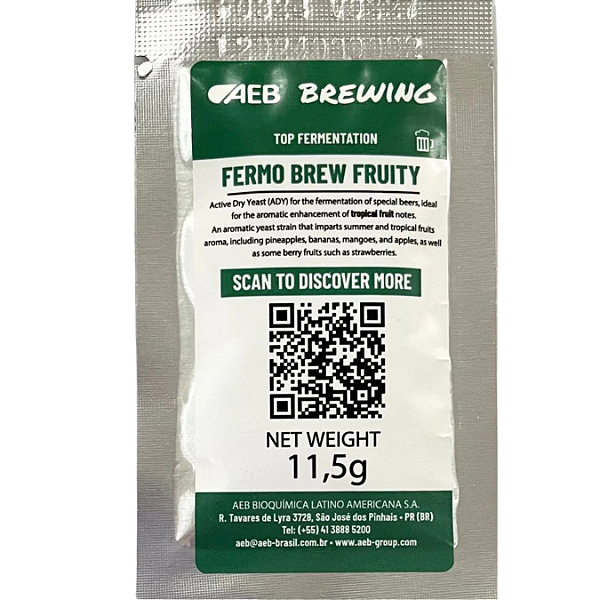 AEB BREWING
TOP FERMENTATION
FERMO BREW FRUITY
Active Dry Yeast (ADY) for the fermentation of special beers, ideal
for the aromatic enhancement of tropical fruit notes.
An aromatic yeast strain that imparts summer and tropical fruits
aroma, including pineapples, bananas, mangoes, and apples, as well
as some berry fruits such as strawberries.
SCAN TO DISCOVER MORE
NET WEIGHT
11,5g
AEB BIOQUÍMICA LATINO AMERICANA S.A.
R. Tavares de Lyra 3728, São José dos Pinhais - PR (BR)
Tel: (+55) 41 3888 5200
aeb@aeb-brasil.com.br • www.aeb-group.com